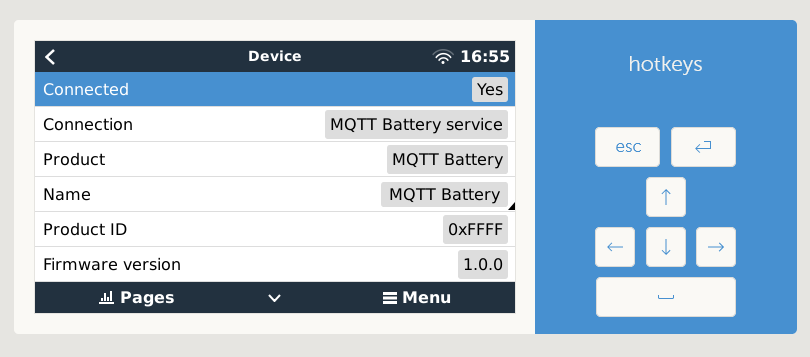 Device 16:55
Connected Yes
Connection MQTT Battery service
Product MQTT Battery
Name MQTT Battery
Product ID 0xFFFF
Firmware version 1.0.0
Pages Menu
hotkeys
esc